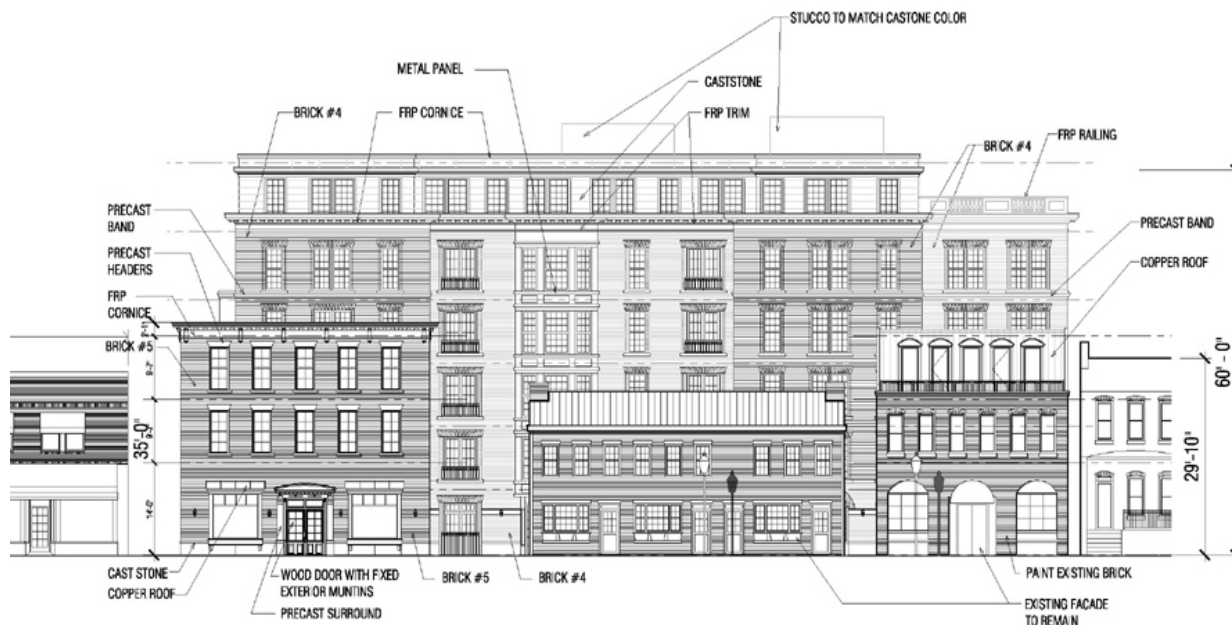 STUCCO TO MATCH CASTONE COLOR
METAL PANEL
CASTSTONE
BRICK #4
FRP CORNICE
FRP TRIM
BRICK #4
FRP RAILING
PRECAST
BAND
PRECAST BAND
PRECAST
HEADERS
COPPER ROOF
FRP
CORNICE
BRICK #5
35'-0"
14'-0"
60' - 0"
29'-10"
CAST STONE
COPPER ROOF
WOOD DOOR WITH FIXED
EXTERIOR MUNTINS
PRECAST SURROUND
BRICK #5
BRICK #4
PAINT EXISTING BRICK
EXISTING FACADE
TO REMAIN